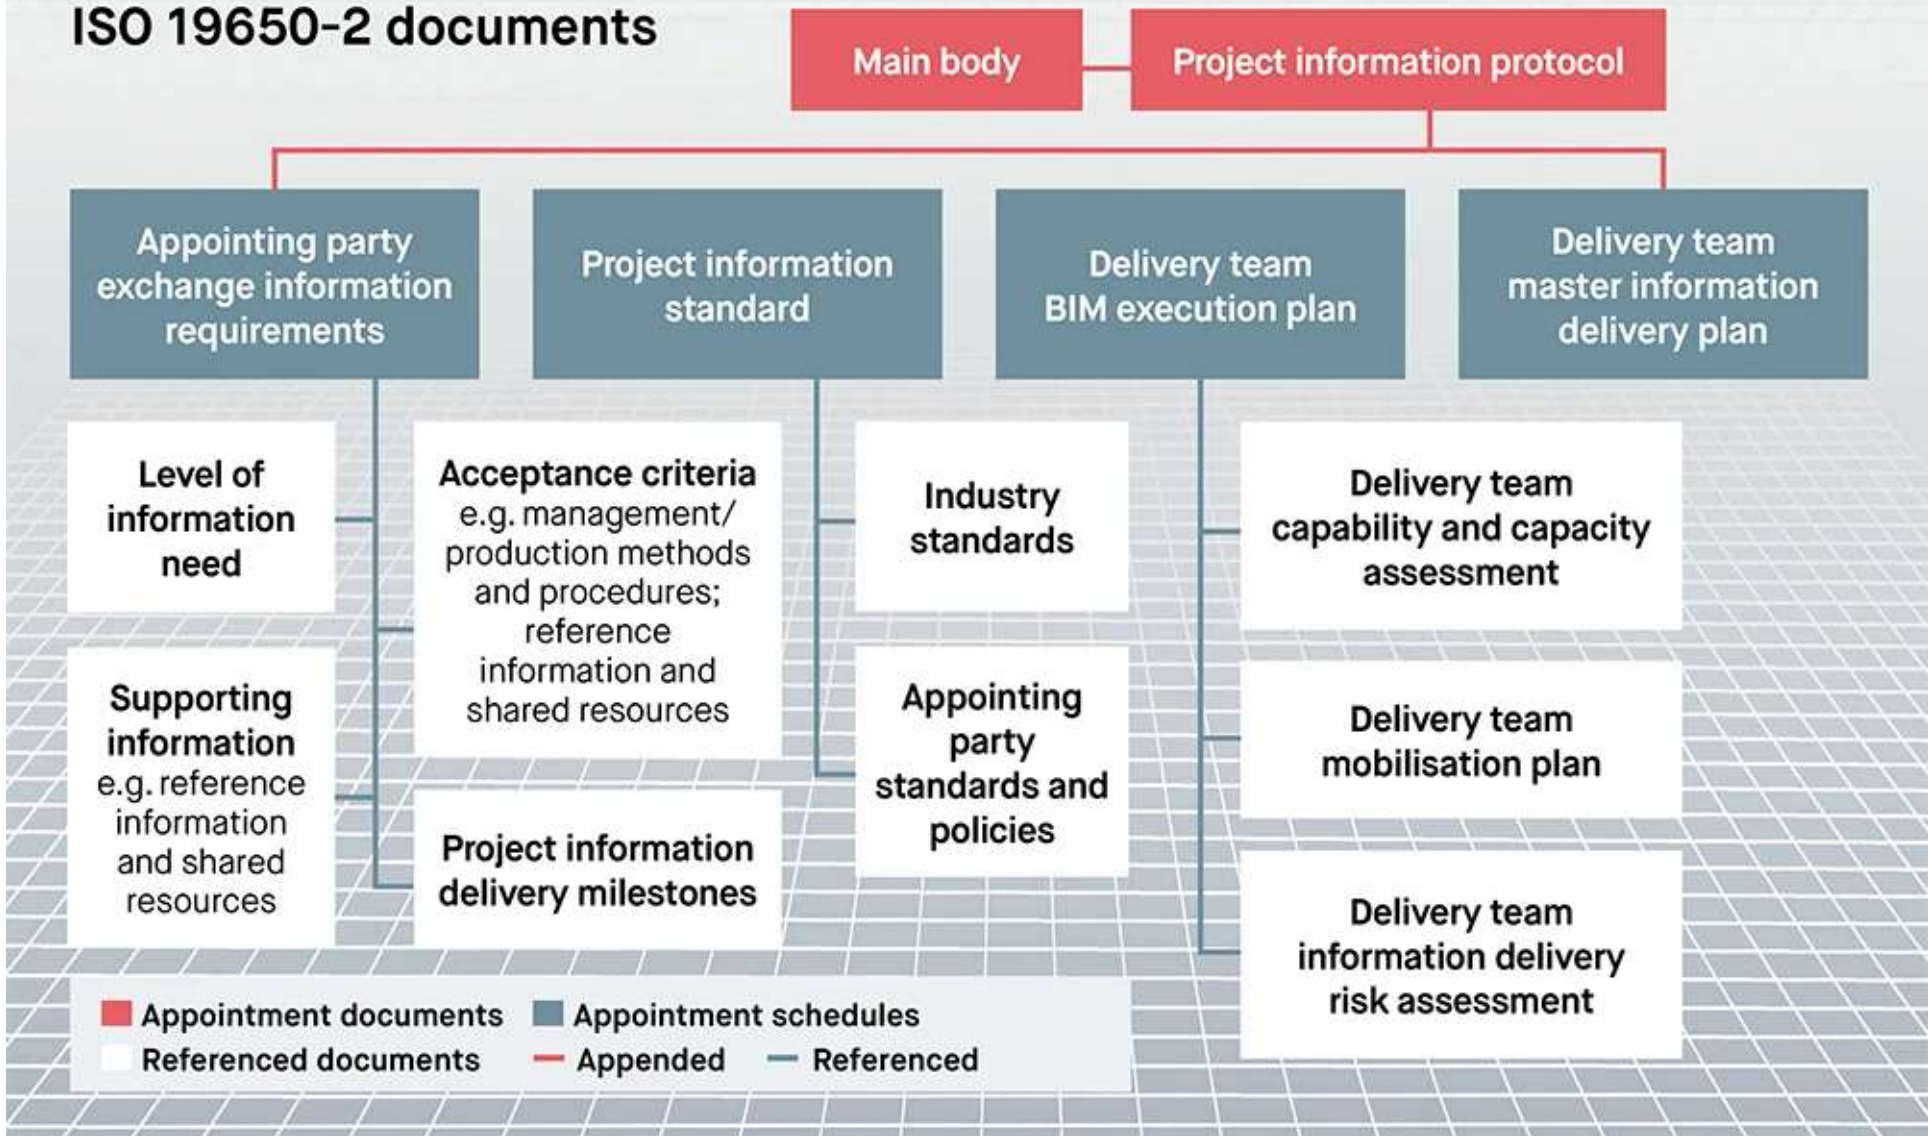 ISO 19650-2 documents
Main body
Project information protocol
Appointing party
exchange information
requirements
Project information
standard
Delivery team
BIM execution plan
Delivery team
master information
delivery plan
Level of
information
need
Acceptance criteria
e.g. management/
production methods
and procedures;
reference
information and
shared resources
Industry
standards
Delivery team
capability and capacity
assessment
Supporting
information
e.g. reference
information
and shared
resources
Project information
delivery milestones
Appointing
party
standards and
policies
Delivery team
mobilisation plan
Delivery team
information delivery
risk assessment
Appointment documents
Appointment schedules
Referenced documents
Appended
Referenced